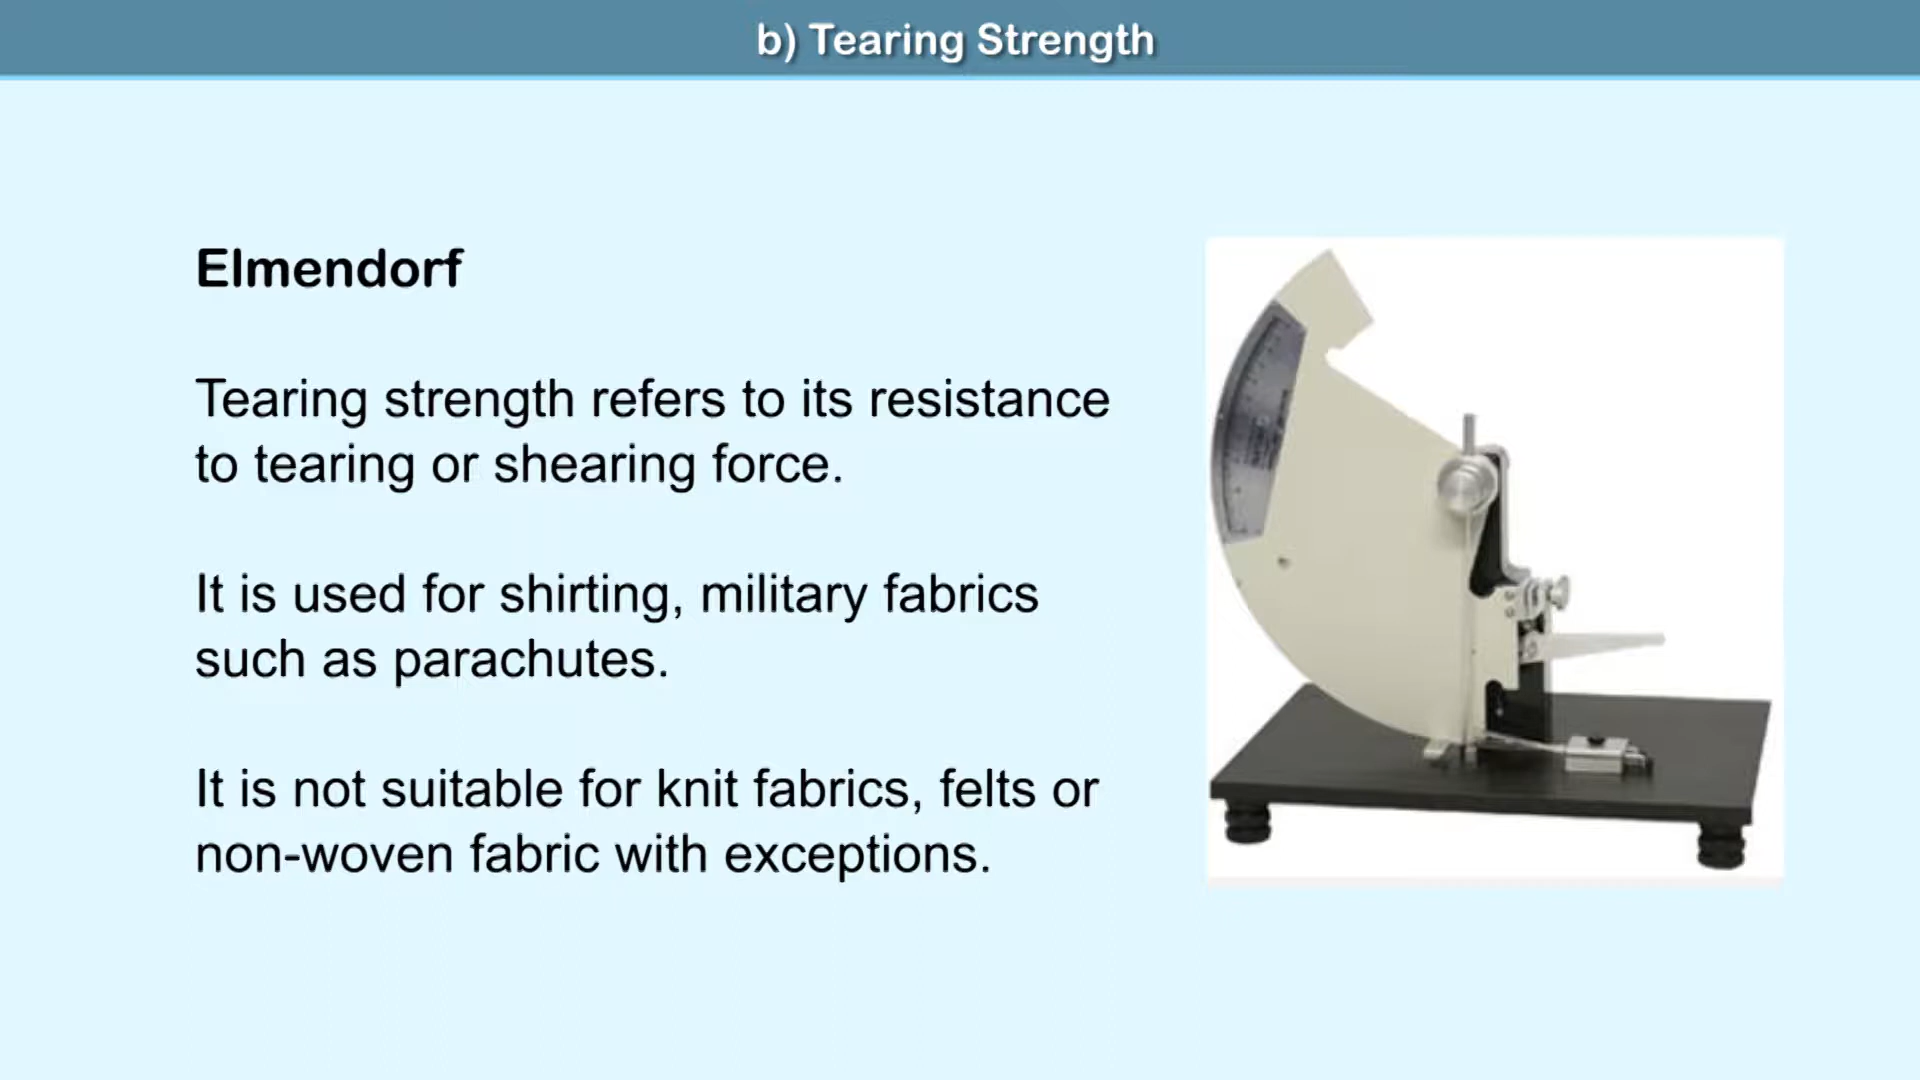 b) Tearing Strength
Elmendorf
Tearing strength refers to its resistance
to tearing or shearing force.
It is used for shirting, military fabrics
such as parachutes.
It is not suitable for knit fabrics, felts or
non-woven fabric with exceptions.